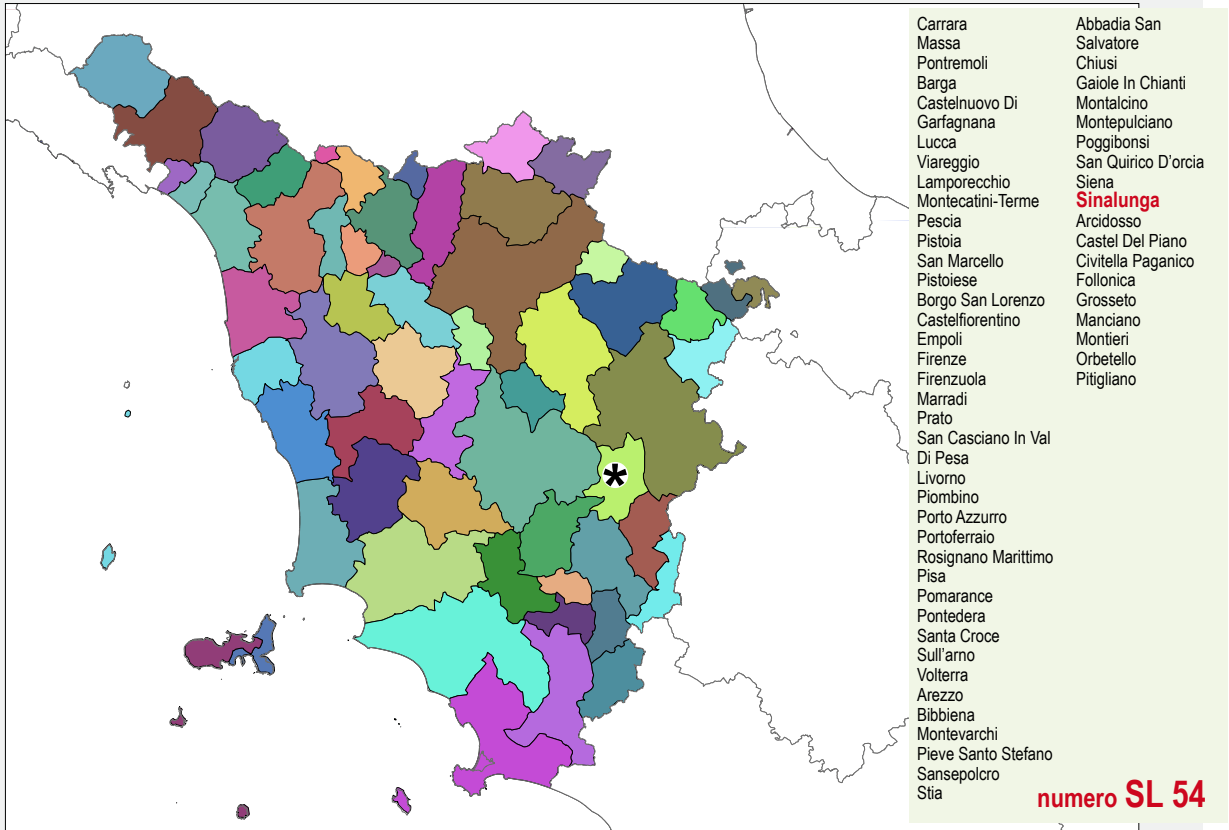 Carrara
Massa
Pontremoli
Barga
Castelnuovo Di
Garfagnana
Lucca
Viareggio
Lamporecchio
Montecatini-Terme
Pescia
Pistoia
San Marcello
Pistoiese
Borgo San Lorenzo
Castelfiorentino
Empoli
Firenze
Firenzuola
Marradi
Prato
San Casciano In Val
Di Pesa
Livorno
Piombino
Porto Azzurro
Portoferraio
Rosignano Marittimo
Pisa
Pomarance
Pontedera
Santa Croce
Sull'arno
Volterra
Arezzo
Bibbiena
Montevarchi
Pieve Santo Stefano
Sansepolcro
Stia
Abbadia San
Salvatore
Chiusi
Gaiole In Chianti
Montalcino
Montepulciano
Poggibonsi
San Quirico D'orcia
Siena
Sinalunga
Arcidosso
Castel Del Piano
Civitella Paganico
Follonica
Grosseto
Manciano
Montieri
Orbetello
Pitigliano
numero SL 54
*